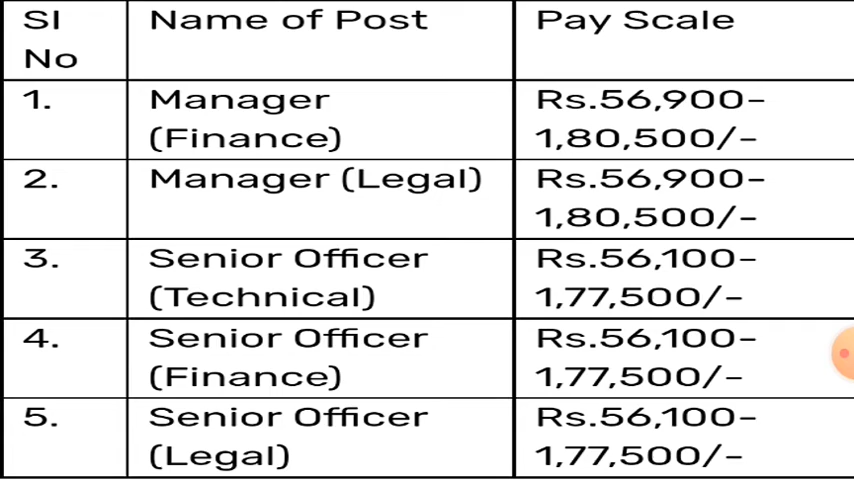 Sl No | Name of Post | Pay Scale
1. | Manager (Finance) | Rs.56,900-1,80,500/-
2. | Manager (Legal) | Rs.56,900-1,80,500/-
3. | Senior Officer (Technical) | Rs.56,100-1,77,500/-
4. | Senior Officer (Finance) | Rs.56,100-1,77,500/-
5. | Senior Officer (Legal) | Rs.56,100-1,77,500/-